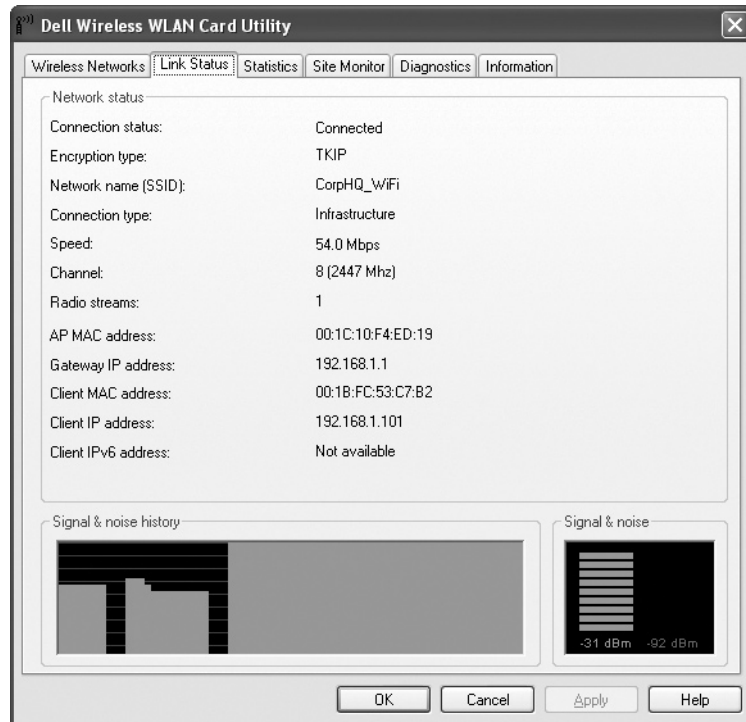 Dell Wireless WLAN Card Utility
Wireless Networks Link Status Statistics Site Monitor Diagnostics Information
Network status
Connection status: Connected
Encryption type: TKIP
Network name (SSID): CorpHQ_WiFi
Connection type: Infrastructure
Speed: 54.0 Mbps
Channel: 8 (2447 Mhz)
Radio streams: 1
AP MAC address: 00:1C:10:F4:ED:19
Gateway IP address: 192.168.1.1
Client MAC address: 00:1B:FC:53:C7:B2
Client IP address: 192.168.1.101
Client IPv6 address: Not available
Signal & noise history Signal & noise
-31 dBm -92 dBm
OK Cancel Apply Help